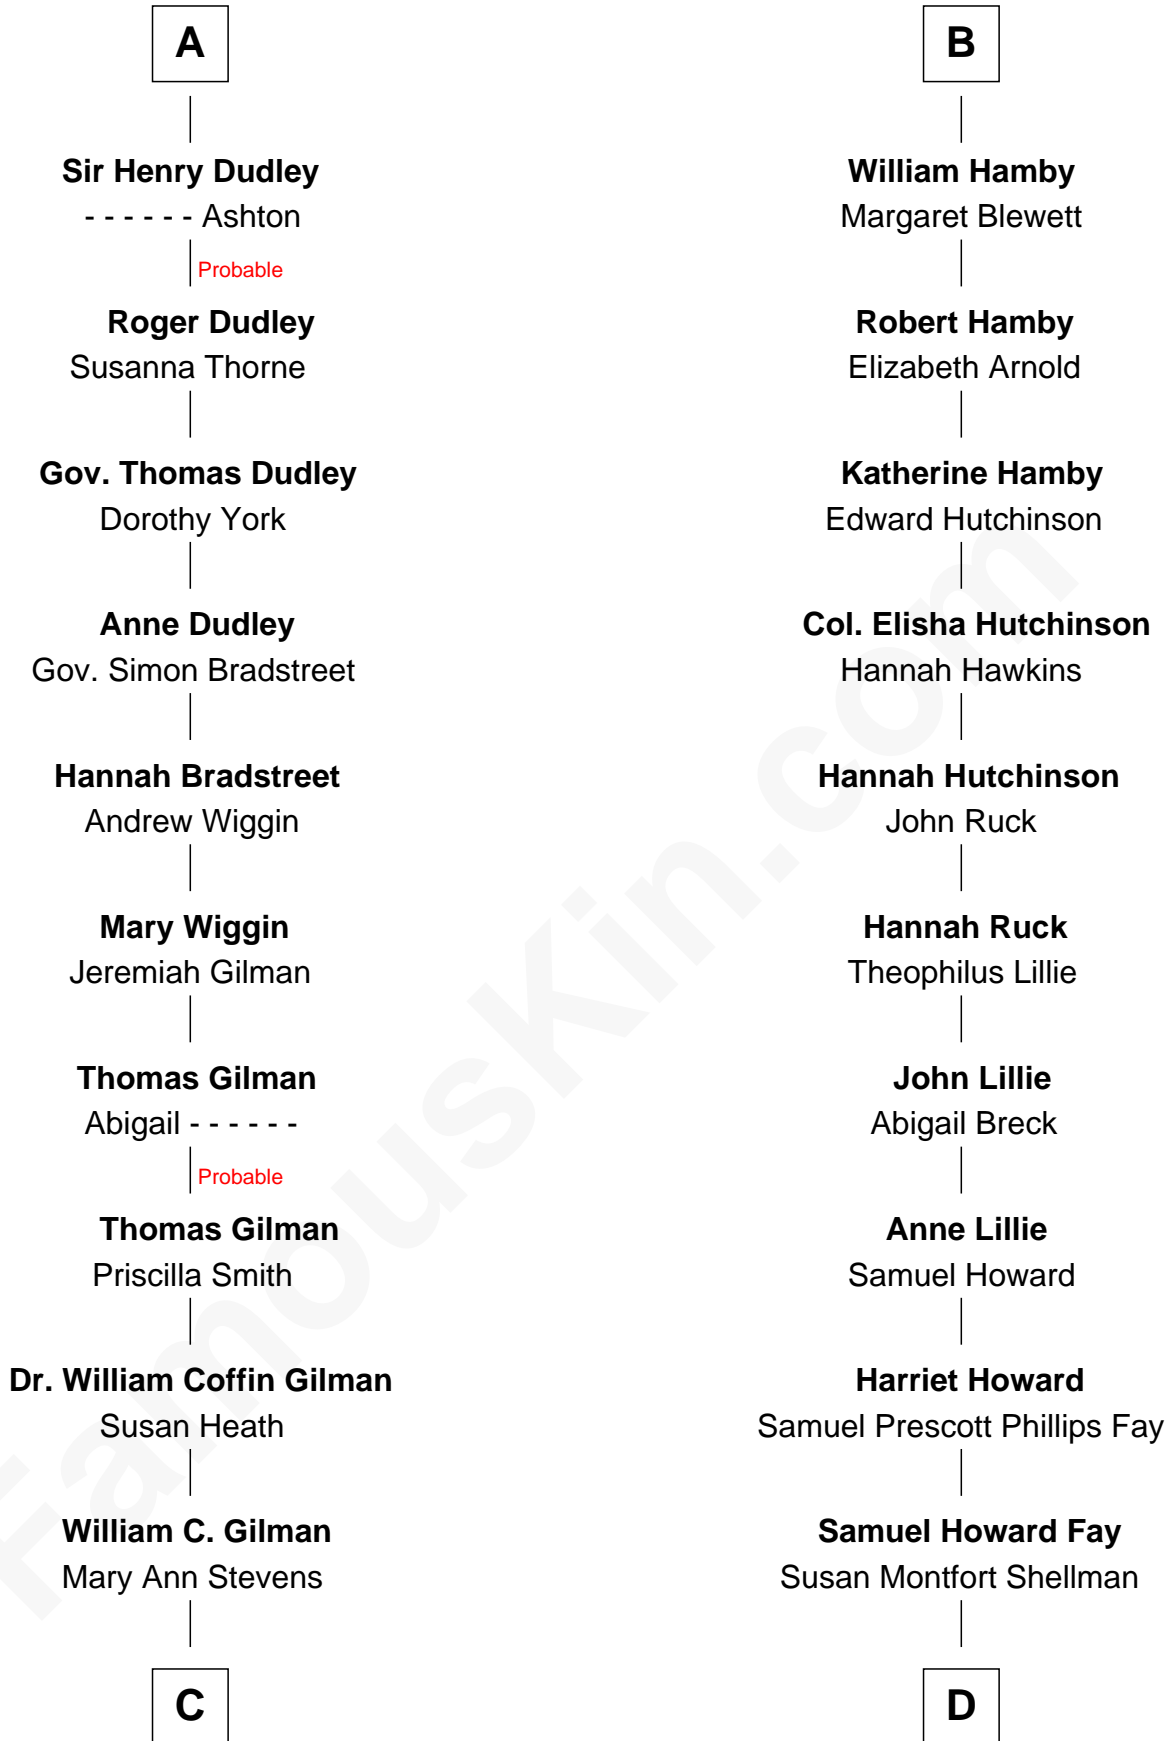 A
Sir Henry Dudley
- - - - - - Ashton
Probable
Roger Dudley
Susanna Thorne
Gov. Thomas Dudley
Dorothy York
Anne Dudley
Gov. Simon Bradstreet
Hannah Bradstreet
Andrew Wiggin
Mary Wiggin
Jeremiah Gilman
Thomas Gilman
Abigail - - - - - -
Probable
Thomas Gilman
Priscilla Smith
Dr. William Coffin Gilman
Susan Heath
William C. Gilman
Mary Ann Stevens
C
B
William Hamby
Margaret Blewett
Robert Hamby
Elizabeth Arnold
Katherine Hamby
Edward Hutchinson
Col. Elisha Hutchinson
Hannah Hawkins
Hannah Hutchinson
John Ruck
Hannah Ruck
Theophilus Lillie
John Lillie
Abigail Breck
Anne Lillie
Samuel Howard
Harriet Howard
Samuel Prescott Phillips Fay
Samuel Howard Fay
Susan Montfort Shellman
D
FamousKin.com